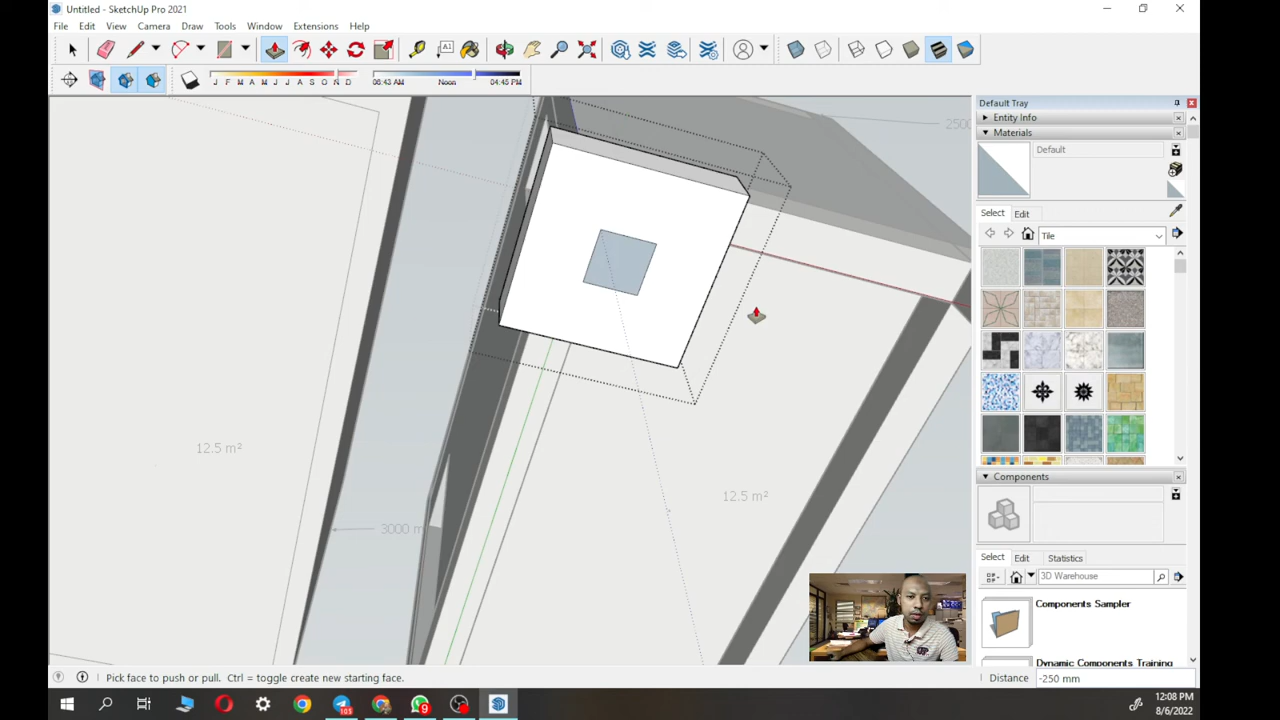 Untitled - SketchUp Pro 2021
File Edit View Camera Draw Tools Window Extensions Help
J F M A M J J A S O N D
08:43 AM Noon 04:45 PM
Default Tray
Entity Info
Materials
Default
Select Edit
Tile
2500
12.5 m²
12.5 m²
3000 m
Components
Select Edit Statistics
3D Warehouse
Components Sampler
Dynamic Components Training
Pick face to push or pull. Ctrl = toggle create new starting face.
Distance -250 mm
105
9
12:08 PM
8/6/2022